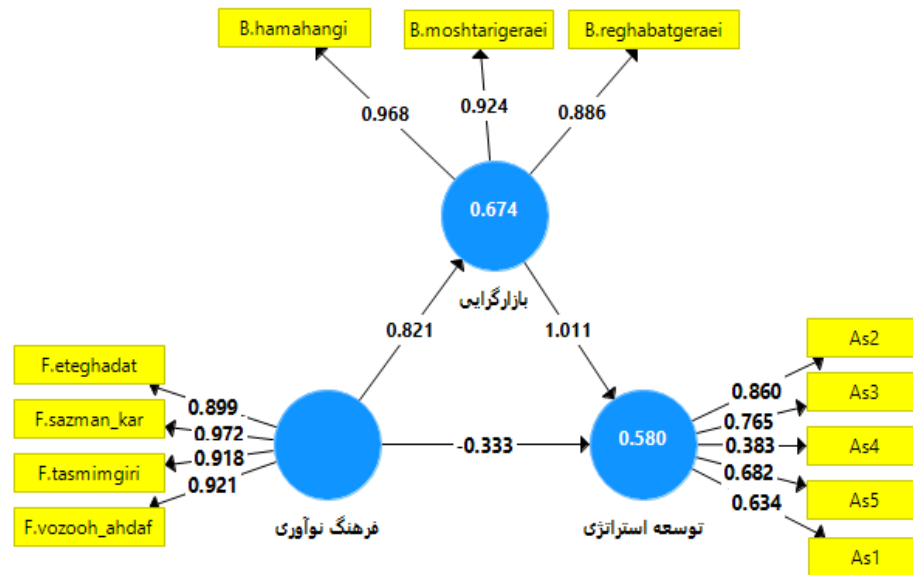 B.hamahangi
B.moshtarigeraei
B.reghabatgeraei
0.968
0.924
0.886
0.674
بازارگرایی
0.821
1.011
F.eteghadat
F.sazman_kar
F.tasmimgiri
F.vozooh_ahdaf
0.899
0.972
0.918
0.921
فرهنگ نوآوری
-0.333
0.580
توسعه استراتژی
0.860
0.765
0.383
0.682
0.634
As2
As3
As4
As5
As1